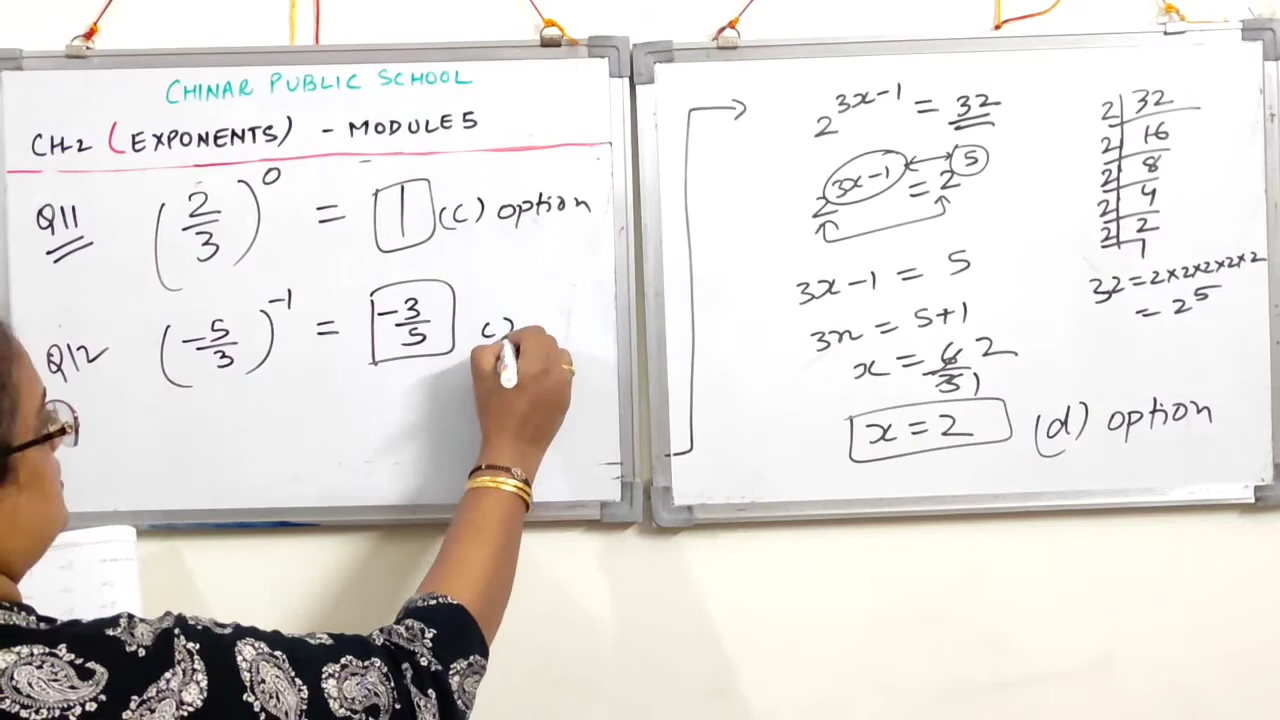 CHINAR PUBLIC SCHOOL
CH-2 (EXPONENTS) - MODULE 5
Q11 (2/3)^0 = 1 (C) option
Q12 (-5/3)^-1 = -3/5 ( )
2^(3x-1) = 32
2^(3x-1) = 2^5
3x-1 = 5
3x = 5+1
x = 6/3 2 1
x = 2 (d) option
2 | 32
2 | 16
2 | 8
2 | 4
2 | 2
1
32 = 2×2×2×2×2
= 2^5